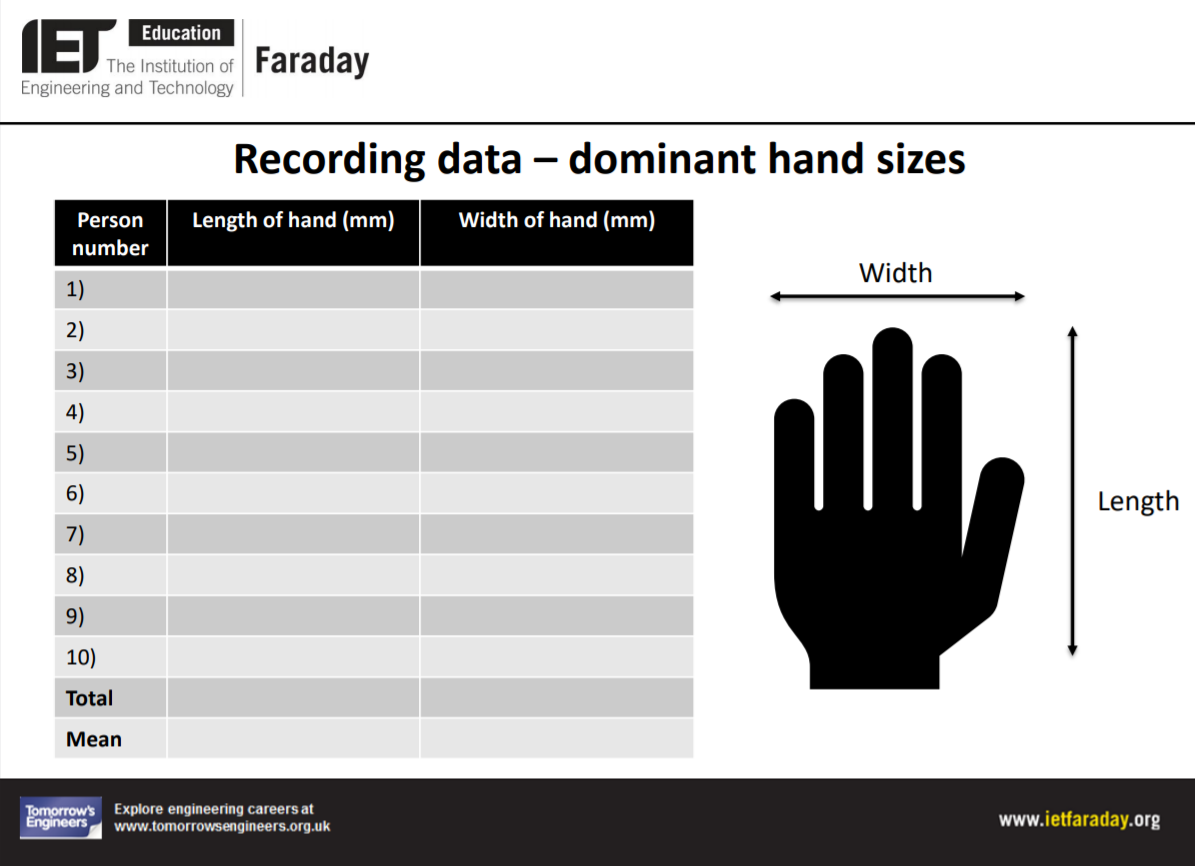 IET Education
The Institution of
Engineering and Technology
Faraday
Recording data – dominant hand sizes
Person number Length of hand (mm) Width of hand (mm)
1)
2)
3)
4)
5)
6)
7)
8)
9)
10)
Total
Mean
Width
Length
Tomorrow's
Engineers
Explore engineering careers at
www.tomorrowsengineers.org.uk
www.ietfaraday.org